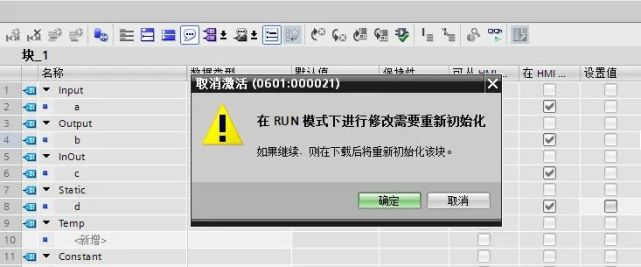 块_1
名称 数据类型 默认值 保持性 可从 HMI ... 在 HMI ... 设置值
取消激活 (0601:000021)
在 RUN 模式下进行修改需要重新初始化
如果继续，则在下载后将重新初始化该块。
确定 取消
1 Input
2 a
3 Output
4 b
5 InOut
6 c
7 Static
8 d
9 Temp
10 <新增>
11 Constant